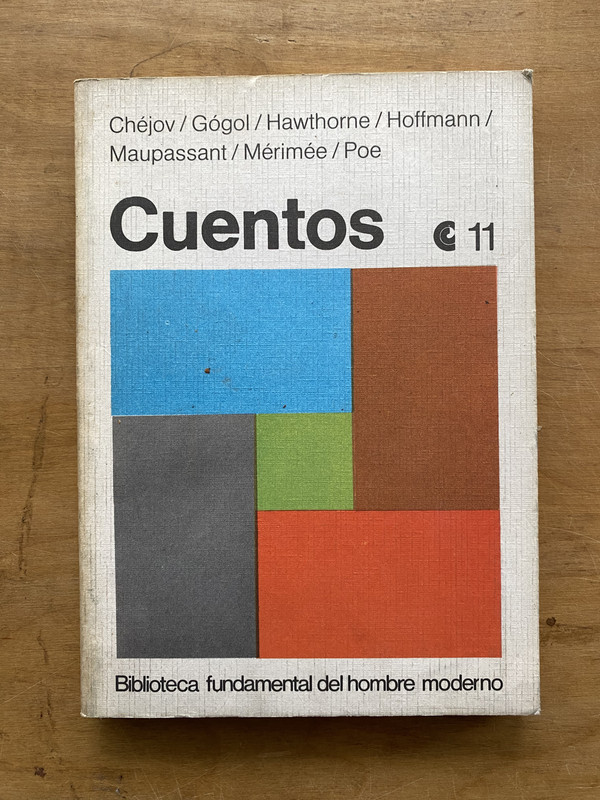 Chéjov / Gógol / Hawthorne / Hoffmann /
Maupassant / Mérimée / Poe
Cuentos
11
Biblioteca fundamental del hombre moderno